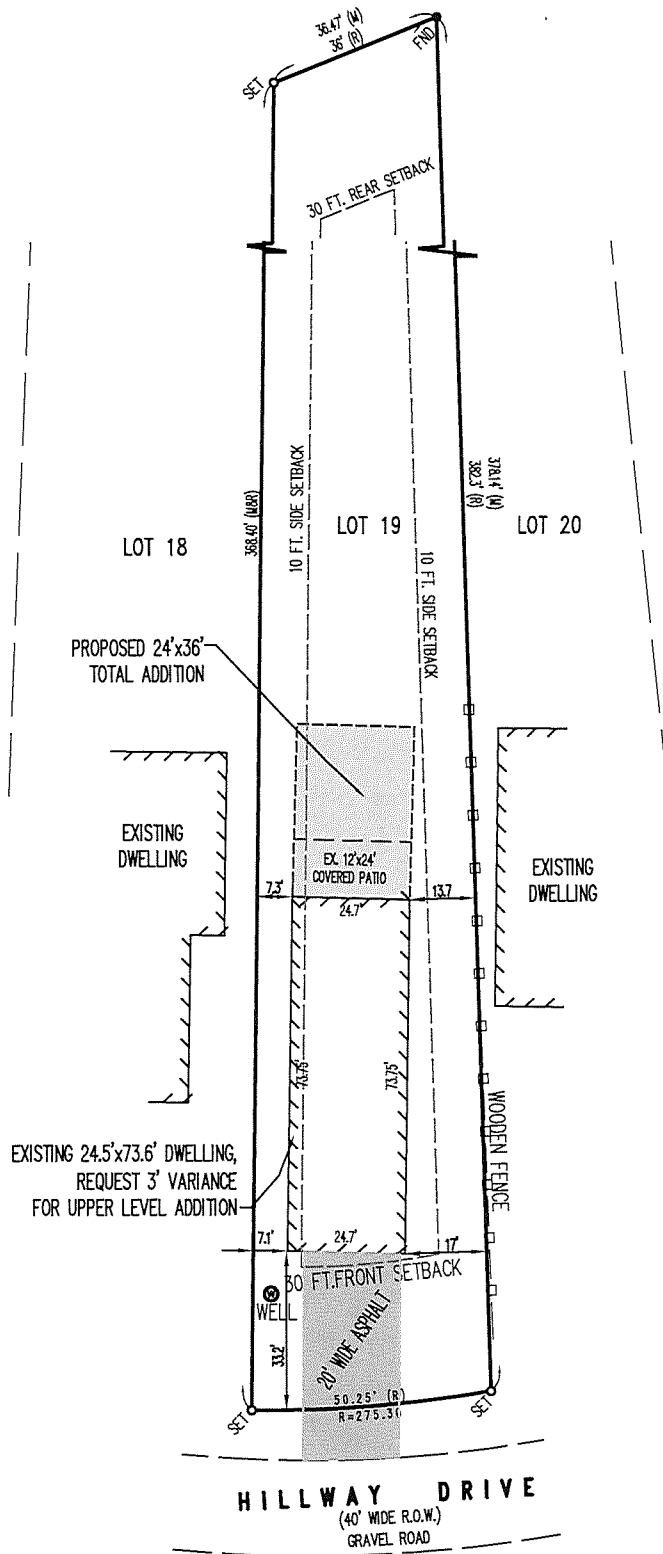 36.47' (M)
36' (R)
SET
FND
30 FT. REAR SETBACK
368.40' (M&R)
10 FT. SIDE SETBACK
LOT 18
LOT 19
LOT 20
378.14' (M)
382.3' (R)
10 FT. SIDE SETBACK
PROPOSED 24'x36'
TOTAL ADDITION
EXISTING
DWELLING
EX. 12'x24'
COVERED PATIO
EXISTING
DWELLING
7.3'
24.7'
13.7
73.75'
73.75'
WOODEN FENCE
EXISTING 24.5'x73.6' DWELLING,
REQUEST 3' VARIANCE
FOR UPPER LEVEL ADDITION
7.1'
24.7'
17'
30 FT.FRONT SETBACK
W
WELL
33.2'
20' WIDE ASPHALT
50.25' (R)
R=275.30
SET
SET
HILLWAY DRIVE
(40' WIDE R.O.W.)
GRAVEL ROAD